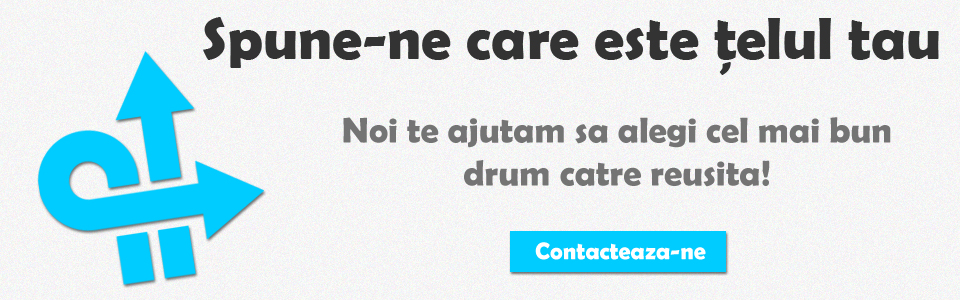 Spune-ne care este țelul tau
Noi te ajutam sa alegi cel mai bun
drum catre reusita!
Contacteaza-ne